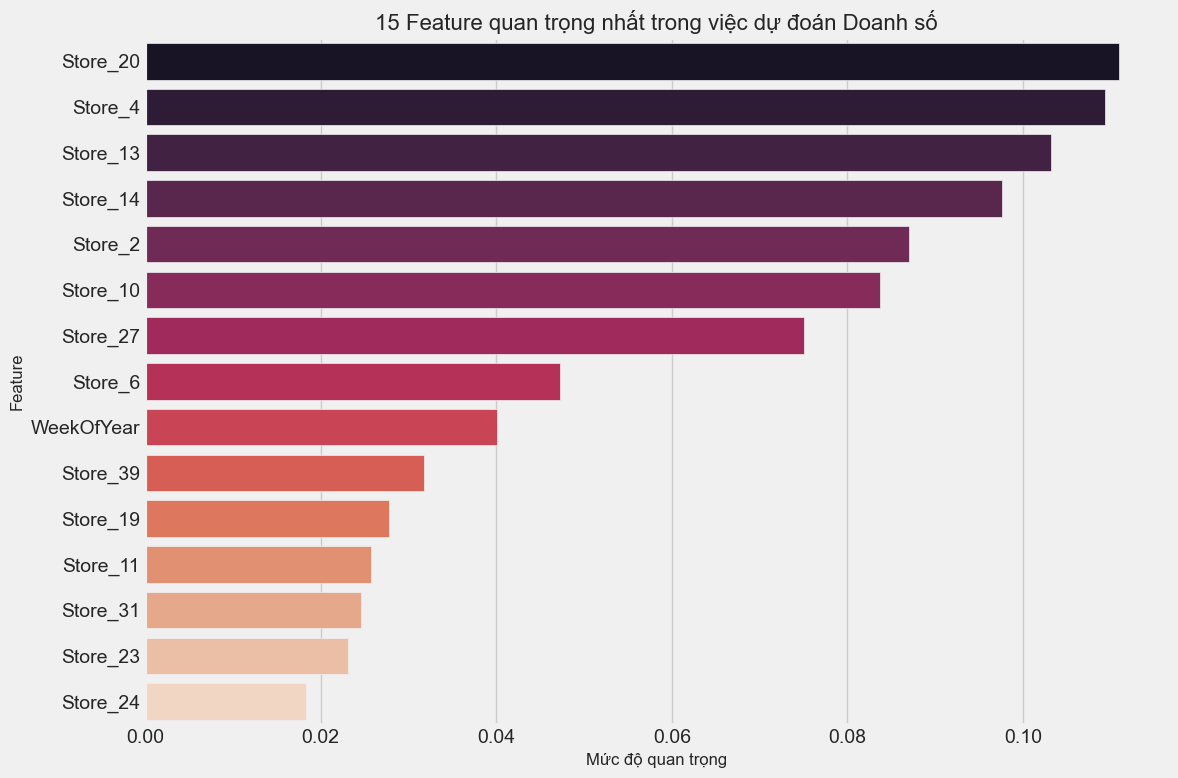 15 Feature quan trọng nhất trong việc dự đoán Doanh số
Store_20
Store_4
Store_13
Store_14
Store_2
Store_10
Store_27
Store_6
WeekOfYear
Store_39
Store_19
Store_11
Store_31
Store_23
Store_24
Feature
0.00 0.02 0.04 0.06 0.08 0.10
Mức độ quan trọng